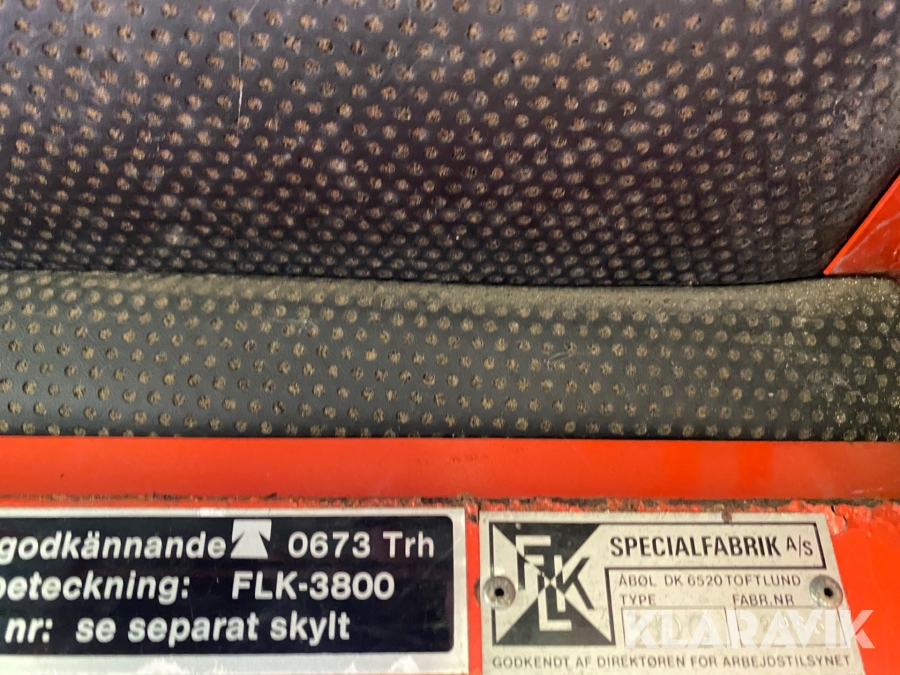 godkännande 0673 Trh
beteckning: FLK-3800
nr: se separat skylt
FLK
SPECIALFABRIK A/S
ÅBØL DK 6520 TOFTLUND
TYPE FABR.NR
KLARAVIK
GODKENDT AF DIREKTØREN FOR ARBEJDSTILSYNET